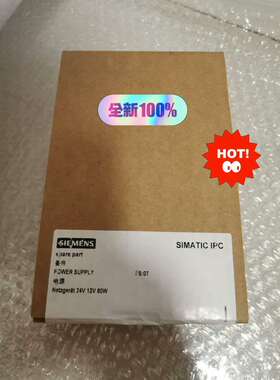 全新100%
HOT!
SIEMENS
SIMATIC IPC
spare part
备件
POWER SUPPLY
电源
Netzgerät 24V 12V 80W